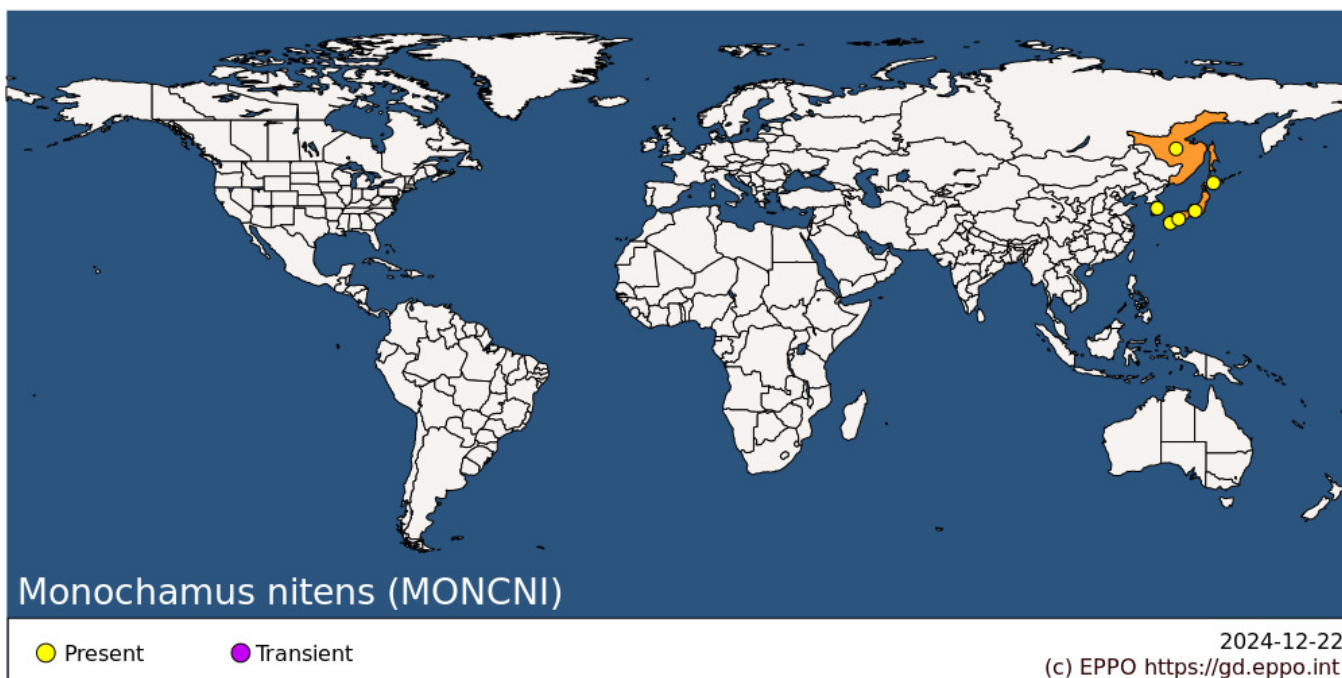 Monochamus nitens (MONCNI)
Present
Transient
2024-12-22
(c) EPPO https://gd.eppo.int